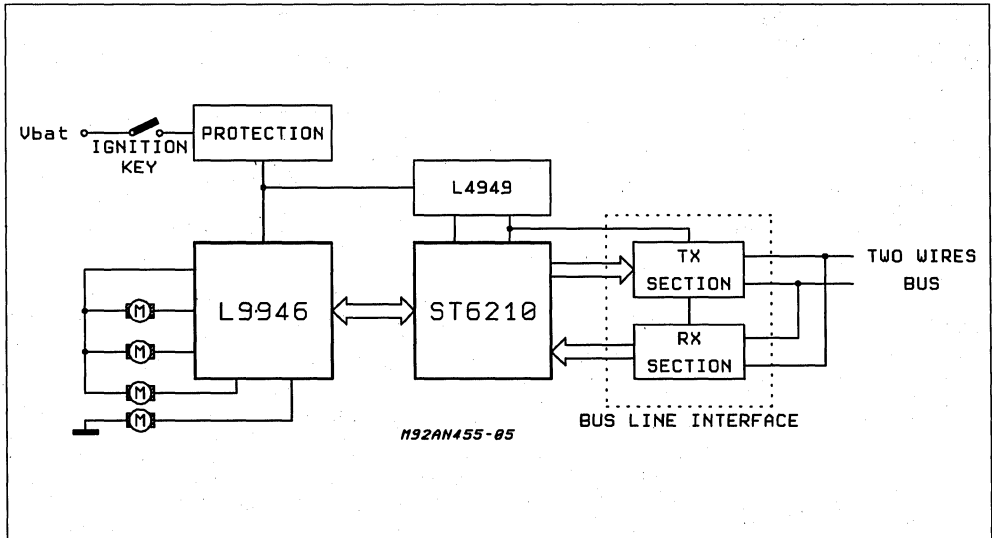 Vbat
IGNITION
KEY
PROTECTION
L4949
L9946
ST6210
TX
SECTION
RX
SECTION
TWO WIRES
BUS
M
M
M
M
BUS LINE INTERFACE
M92AN455-05